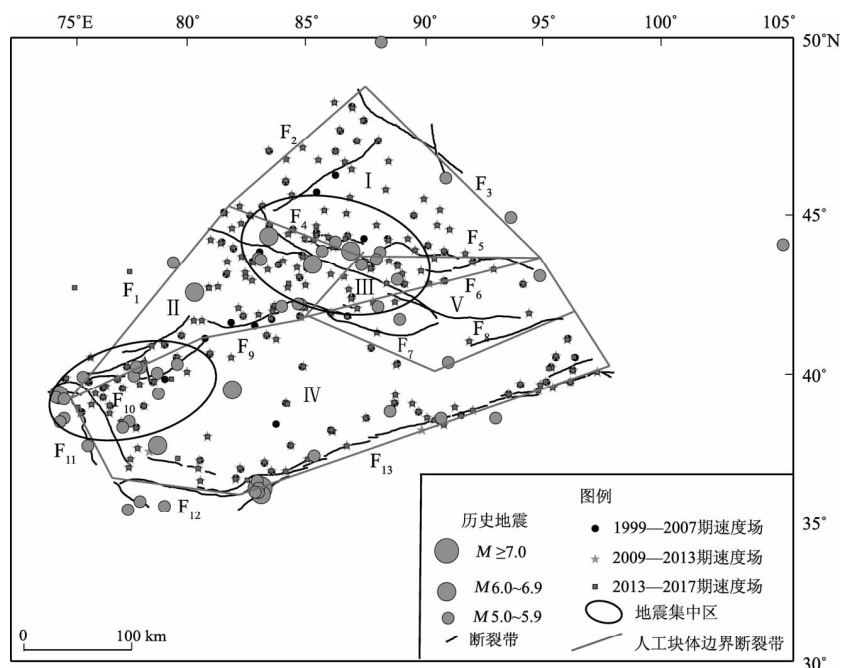 75°E 80° 85° 90° 95° 105°
50°N
F₂
I
F₃
45°
F₄
F₅
F₁
II
III
V
F₆
F₉
F₇
F₈
40°
F₁₀
IV
F₁₁
F₁₃
F₁₂
图例
历史地震
1999—2007期速度场
M ≥7.0
2009—2013期速度场
M 6.0~6.9
2013—2017期速度场
M 5.0~5.9
地震集中区
断裂带
人工块体边界断裂带
35°
0 100 km
30°